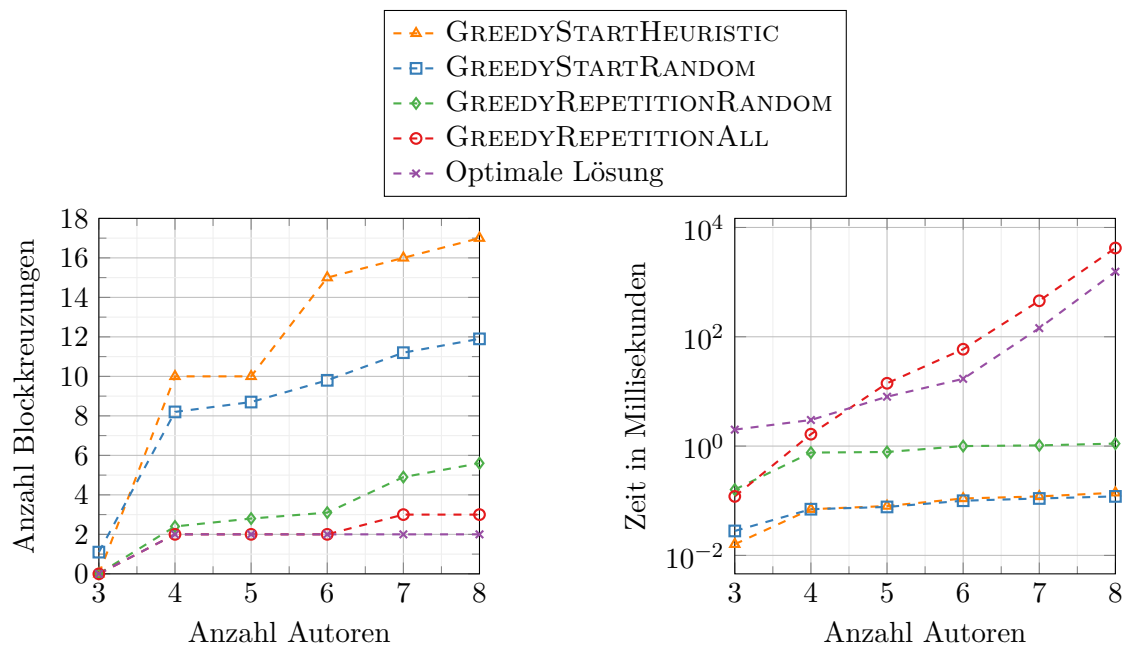 GREEDYSTARTHEURISTIC
GREEDYSTARTRANDOM
GREEDYREPETITIONRANDOM
GREEDYREPETITIONALL
Optimale Lösung
Anzahl Blockkreuzungen
18
16
14
12
10
8
6
4
2
0
3 4 5 6 7 8
Anzahl Autoren
Zeit in Millisekunden
10^4
10^2
10^0
10^−2
3 4 5 6 7 8
Anzahl Autoren